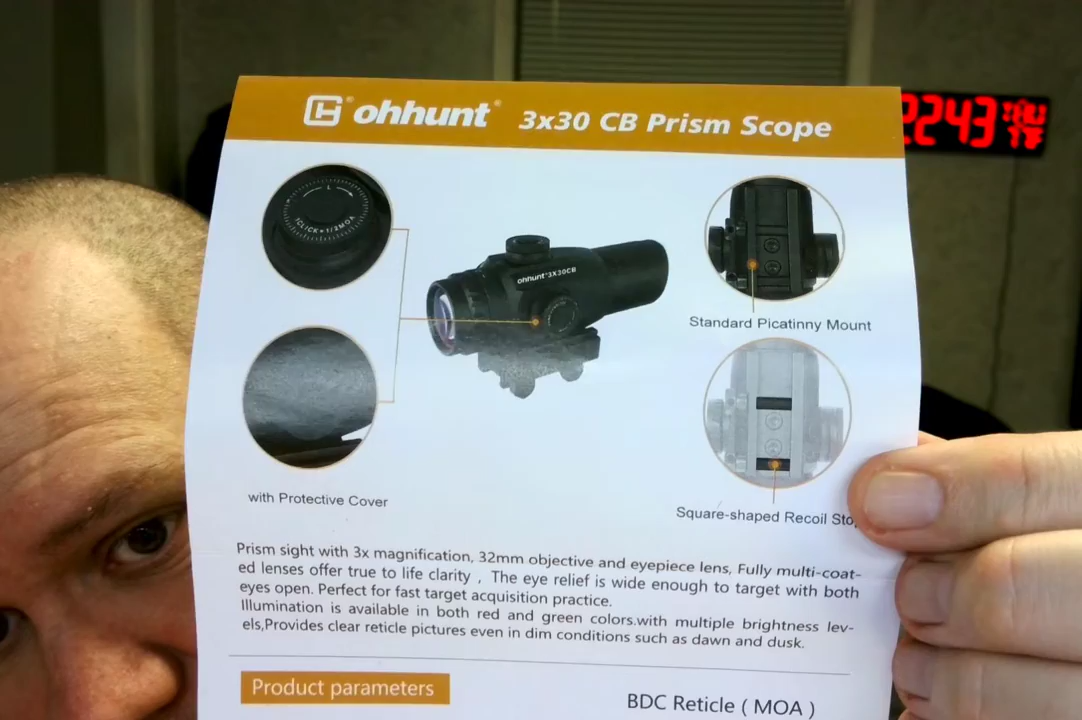 ohhunt® 3x30 CB Prism Scope
2243
L
1CLICK=1/2MOA
ohhunt® 3X30CB
Standard Picatinny Mount
with Protective Cover
Square-shaped Recoil Sto
Prism sight with 3x magnification, 32mm objective and eyepiece lens, Fully multi-coat-
ed lenses offer true to life clarity , The eye relief is wide enough to target with both
eyes open. Perfect for fast target acquisition practice.
Illumination is available in both red and green colors.with multiple brightness lev-
els,Provides clear reticle pictures even in dim conditions such as dawn and dusk.
Product parameters
BDC Reticle ( MOA )